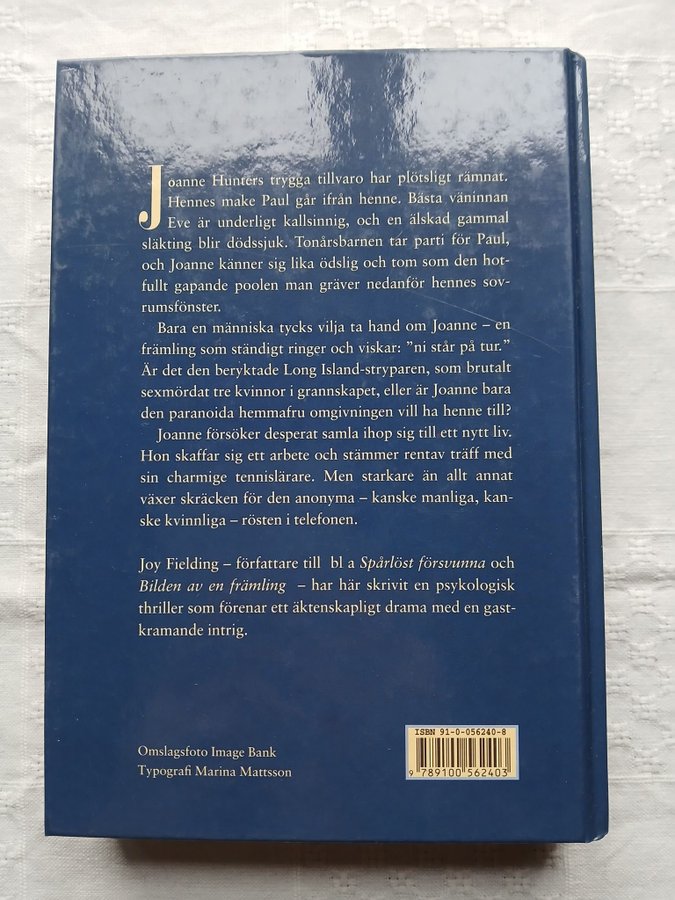 Joanne Hunters trygga tillvaro har plötsligt rämnat.
Hennes make Paul går ifrån henne. Bästa väninnan
Eve är underligt kallsinnig, och en älskad gammal
släkting blir dödssjuk. Tonårsbarnen tar parti för Paul,
och Joanne känner sig lika ödslig och tom som den hot-
fullt gapande poolen man gräver nedanför hennes sov-
rumsfönster.
Bara en människa tycks vilja ta hand om Joanne – en
främling som ständigt ringer och viskar: ”ni står på tur.”
Är det den beryktade Long Island-stryparen, som brutalt
sexmördat tre kvinnor i grannskapet, eller är Joanne bara
den paranoida hemmafru omgivningen vill ha henne till?
Joanne försöker desperat samla ihop sig till ett nytt liv.
Hon skaffar sig ett arbete och stämmer rentav träff med
sin charmige tennislärare. Men starkare än allt annat
växer skräcken för den anonyma – kanske manliga, kan-
ske kvinnliga – rösten i telefonen.
Joy Fielding – författare till bl a Spårlöst försvunna och
Bilden av en främling – har här skrivit en psykologisk
thriller som förenar ett äktenskapligt drama med en gast-
kramande intrig.
Omslagsfoto Image Bank
Typografi Marina Mattsson
ISBN 91-0-056240-8
9 789100 562403